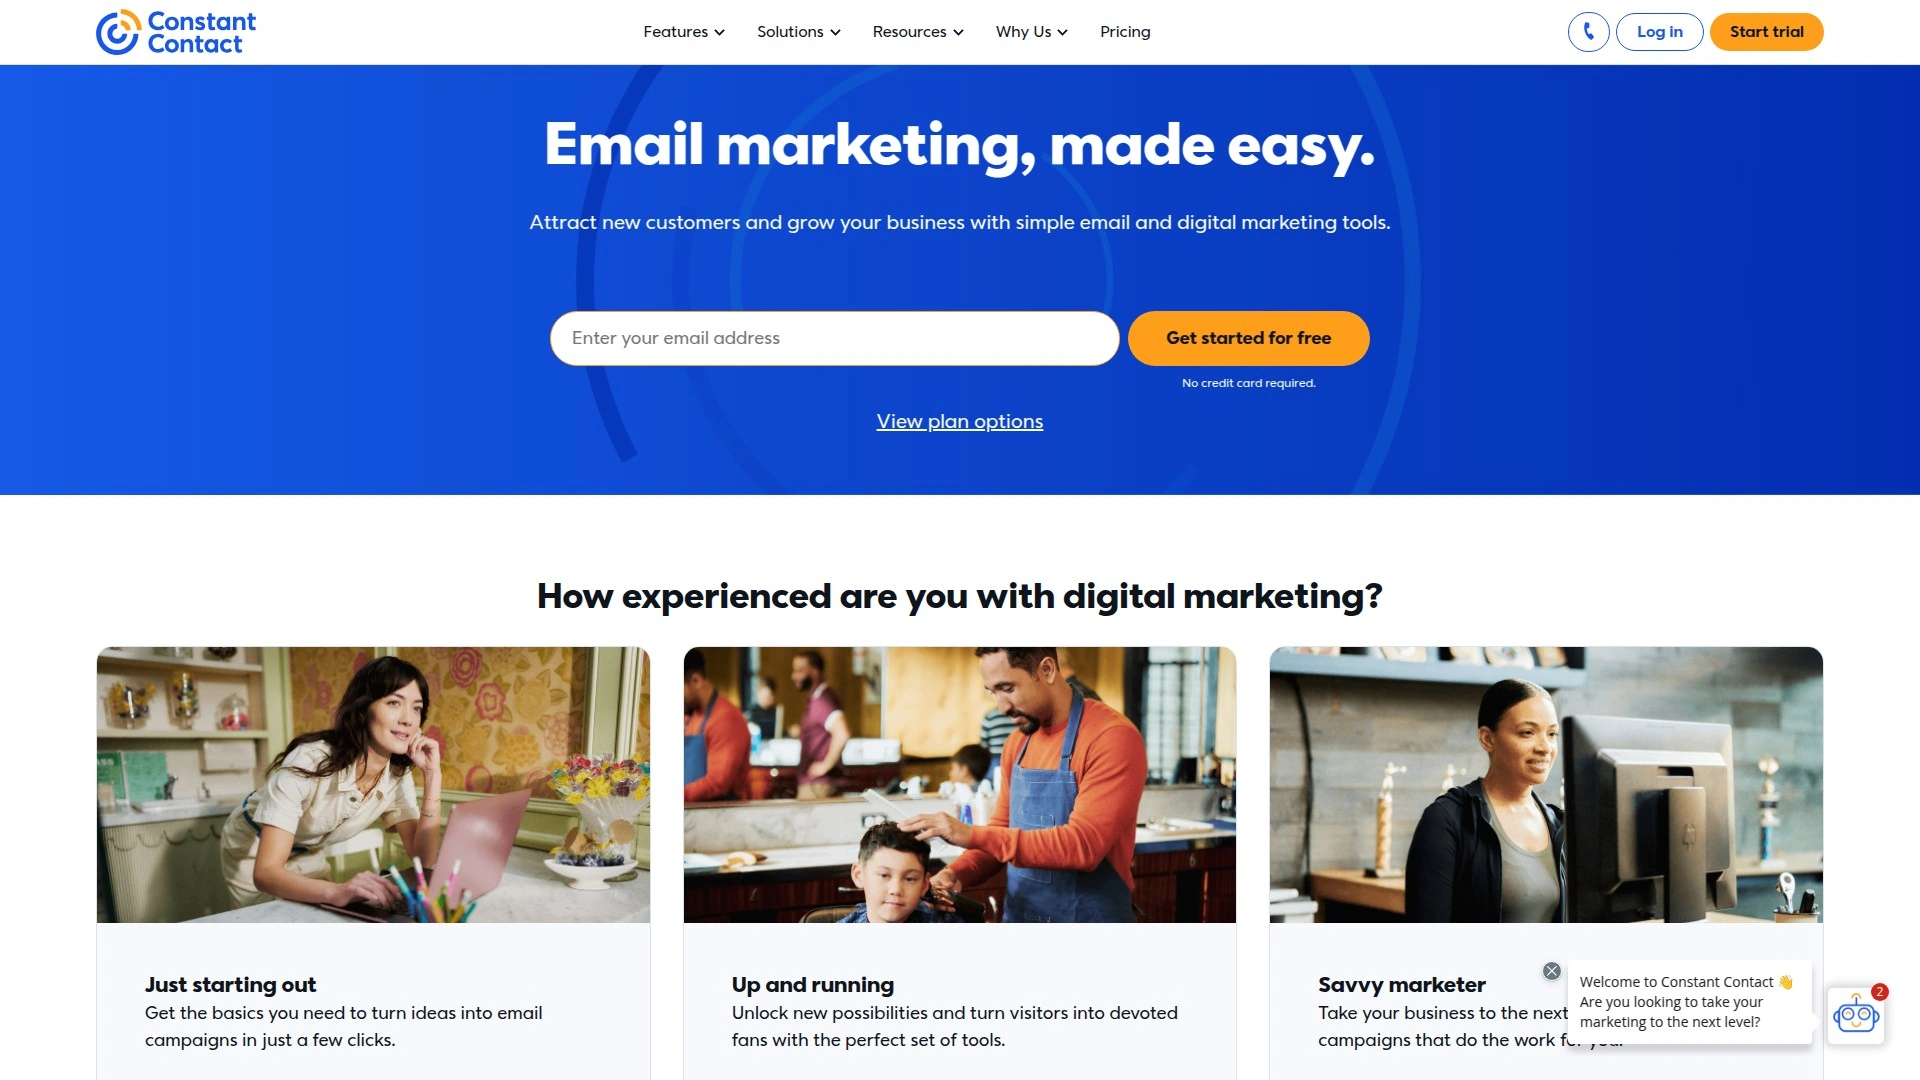 Constant
Contact
Features
Solutions
Resources
Why Us
Pricing
Log in
Start trial
Email marketing, made easy.
Attract new customers and grow your business with simple email and digital marketing tools.
Enter your email address
Get started for free
No credit card required.
View plan options
How experienced are you with digital marketing?
Just starting out
Get the basics you need to turn ideas into email
campaigns in just a few clicks.
Up and running
Unlock new possibilities and turn visitors into devoted
fans with the perfect set of tools.
Savvy marketer
Take your business to the next
campaigns that do the work for you.
Welcome to Constant Contact 👋
Are you looking to take your
marketing to the next level?
2